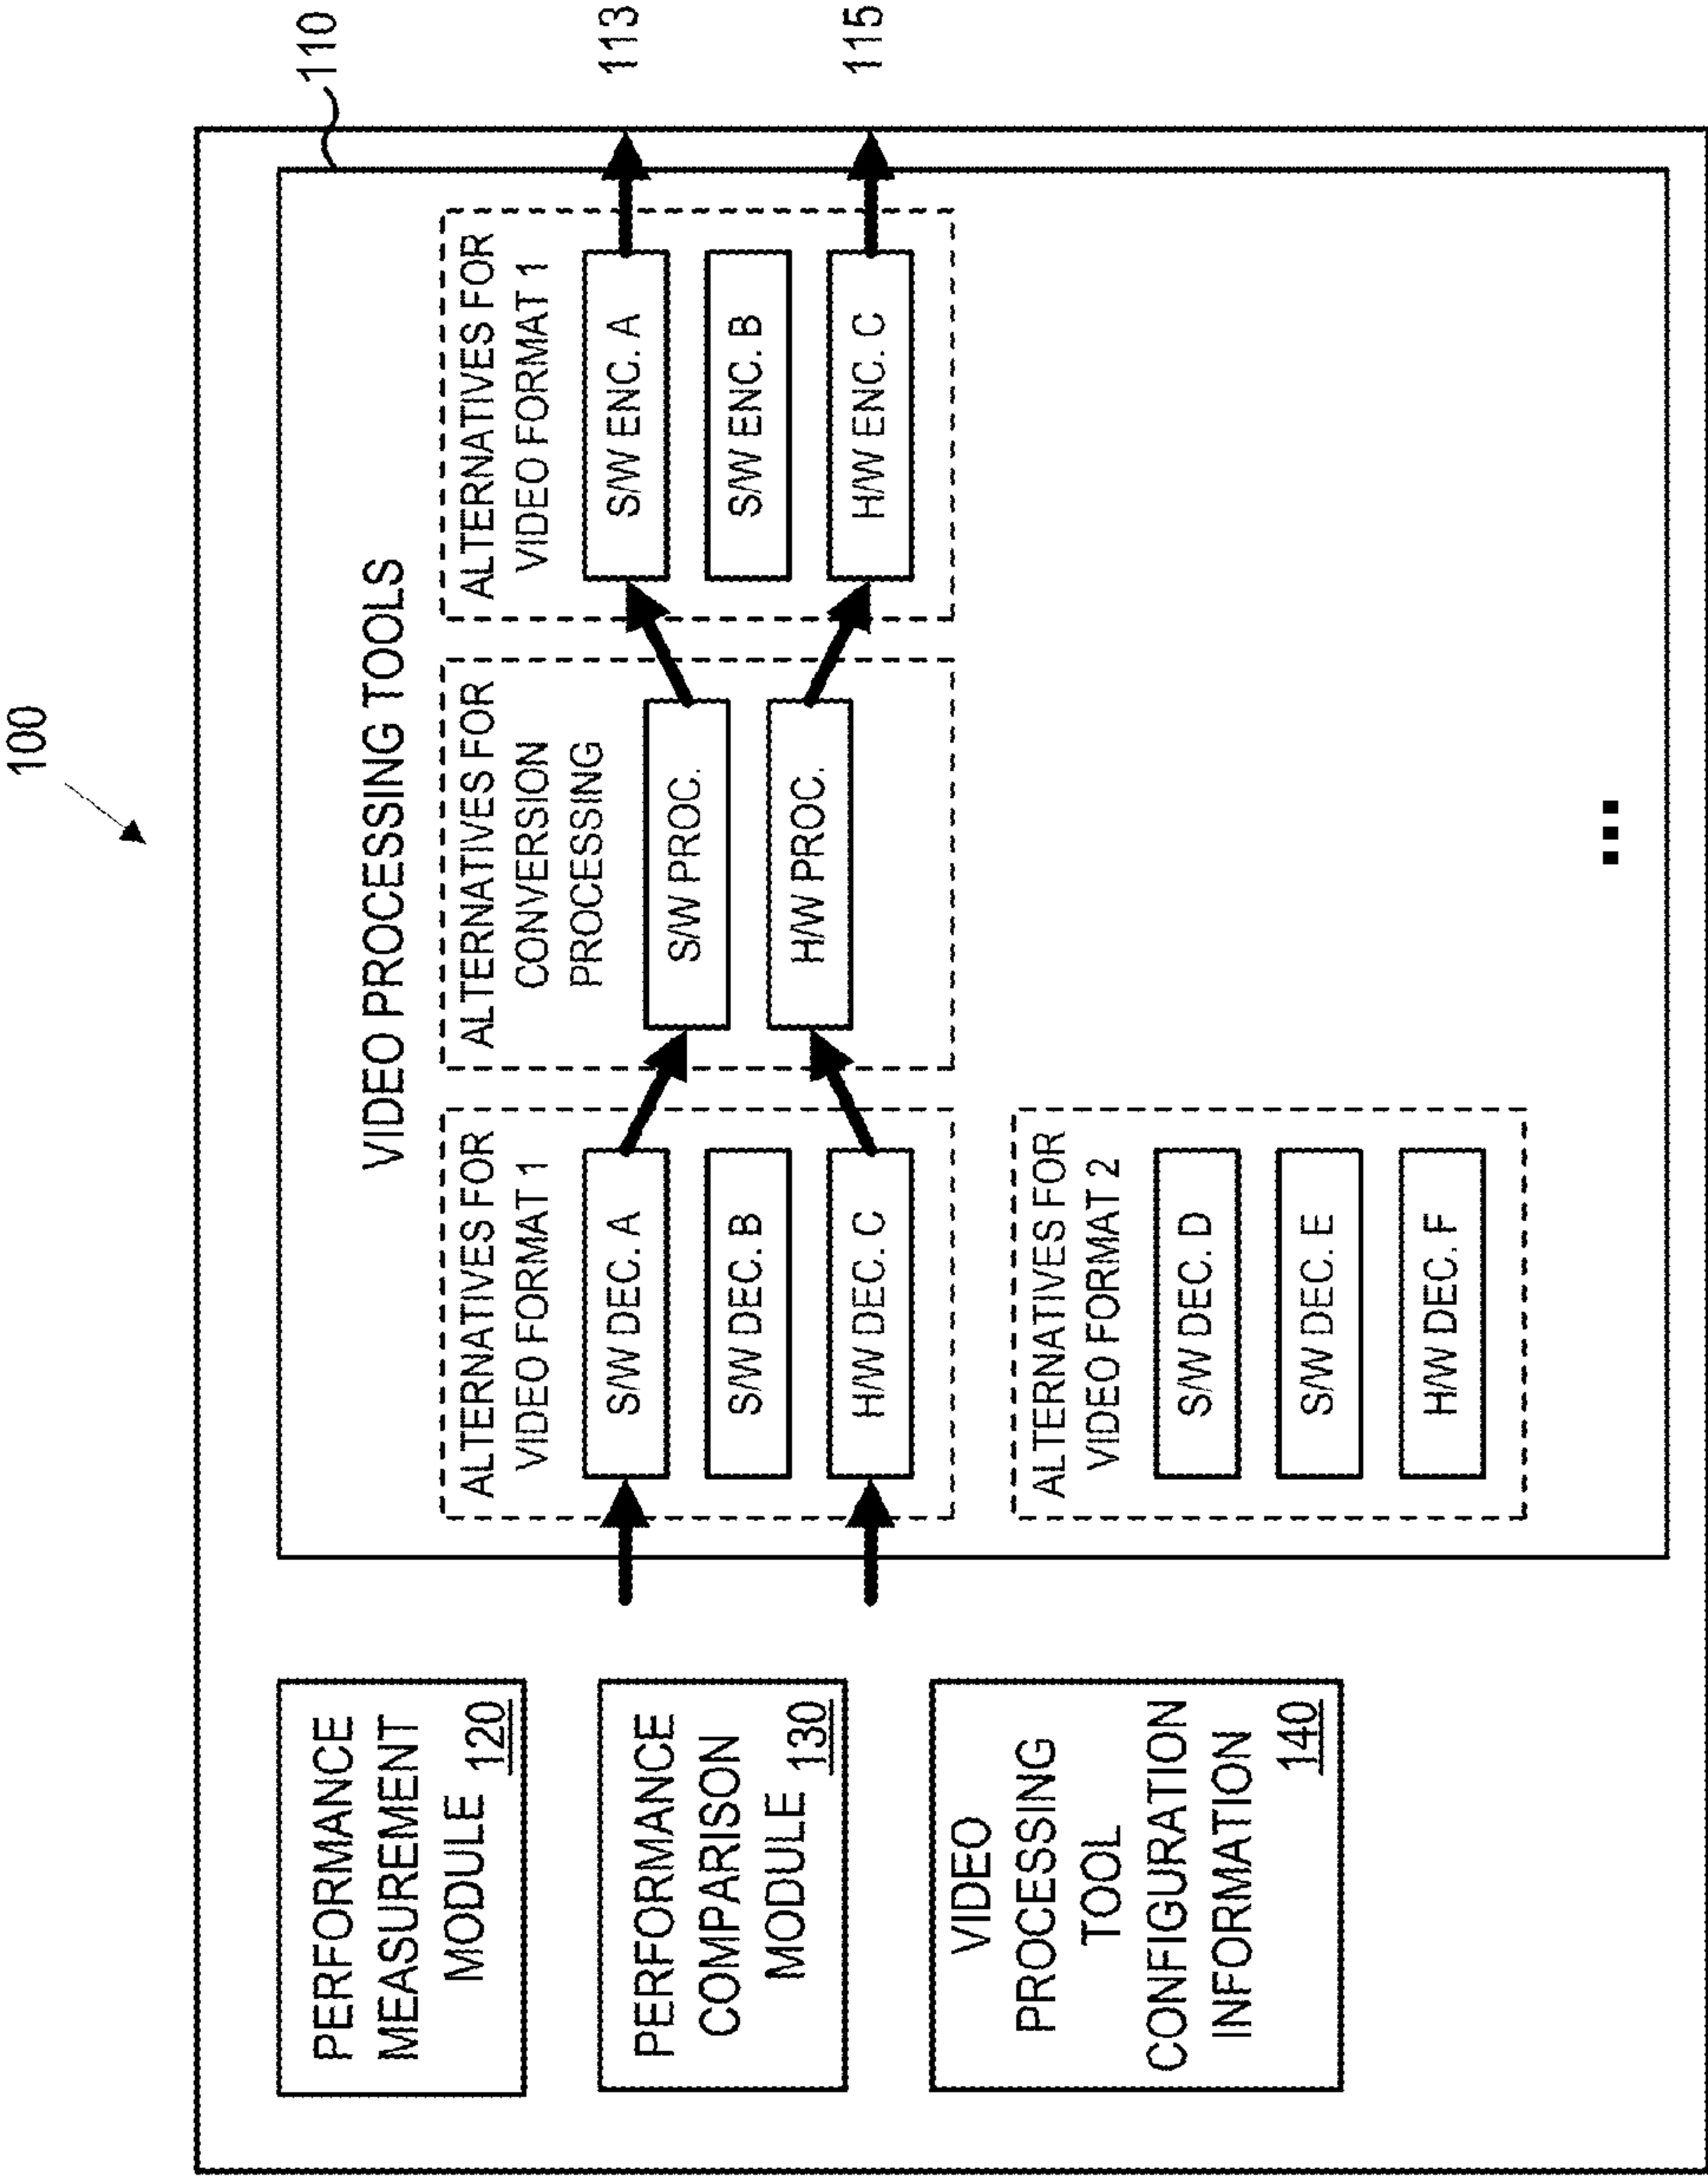 100
110
PERFORMANCE
MEASUREMENT
MODULE 120
PERFORMANCE
COMPARISON
MODULE 130
VIDEO
PROCESSING
TOOL
CONFIGURATION
INFORMATION
140
VIDEO PROCESSING TOOLS
ALTERNATIVES FOR
VIDEO FORMAT 1
S/W DEC. A
S/W DEC. B
H/W DEC. C
ALTERNATIVES FOR
CONVERSION
PROCESSING
S/W PROC.
H/W PROC.
ALTERNATIVES FOR
VIDEO FORMAT 1
S/W ENC. A
S/W ENC. B
H/W ENC. C
113
115
ALTERNATIVES FOR
VIDEO FORMAT 2
S/W DEC. D
S/W DEC. E
H/W DEC. F
...